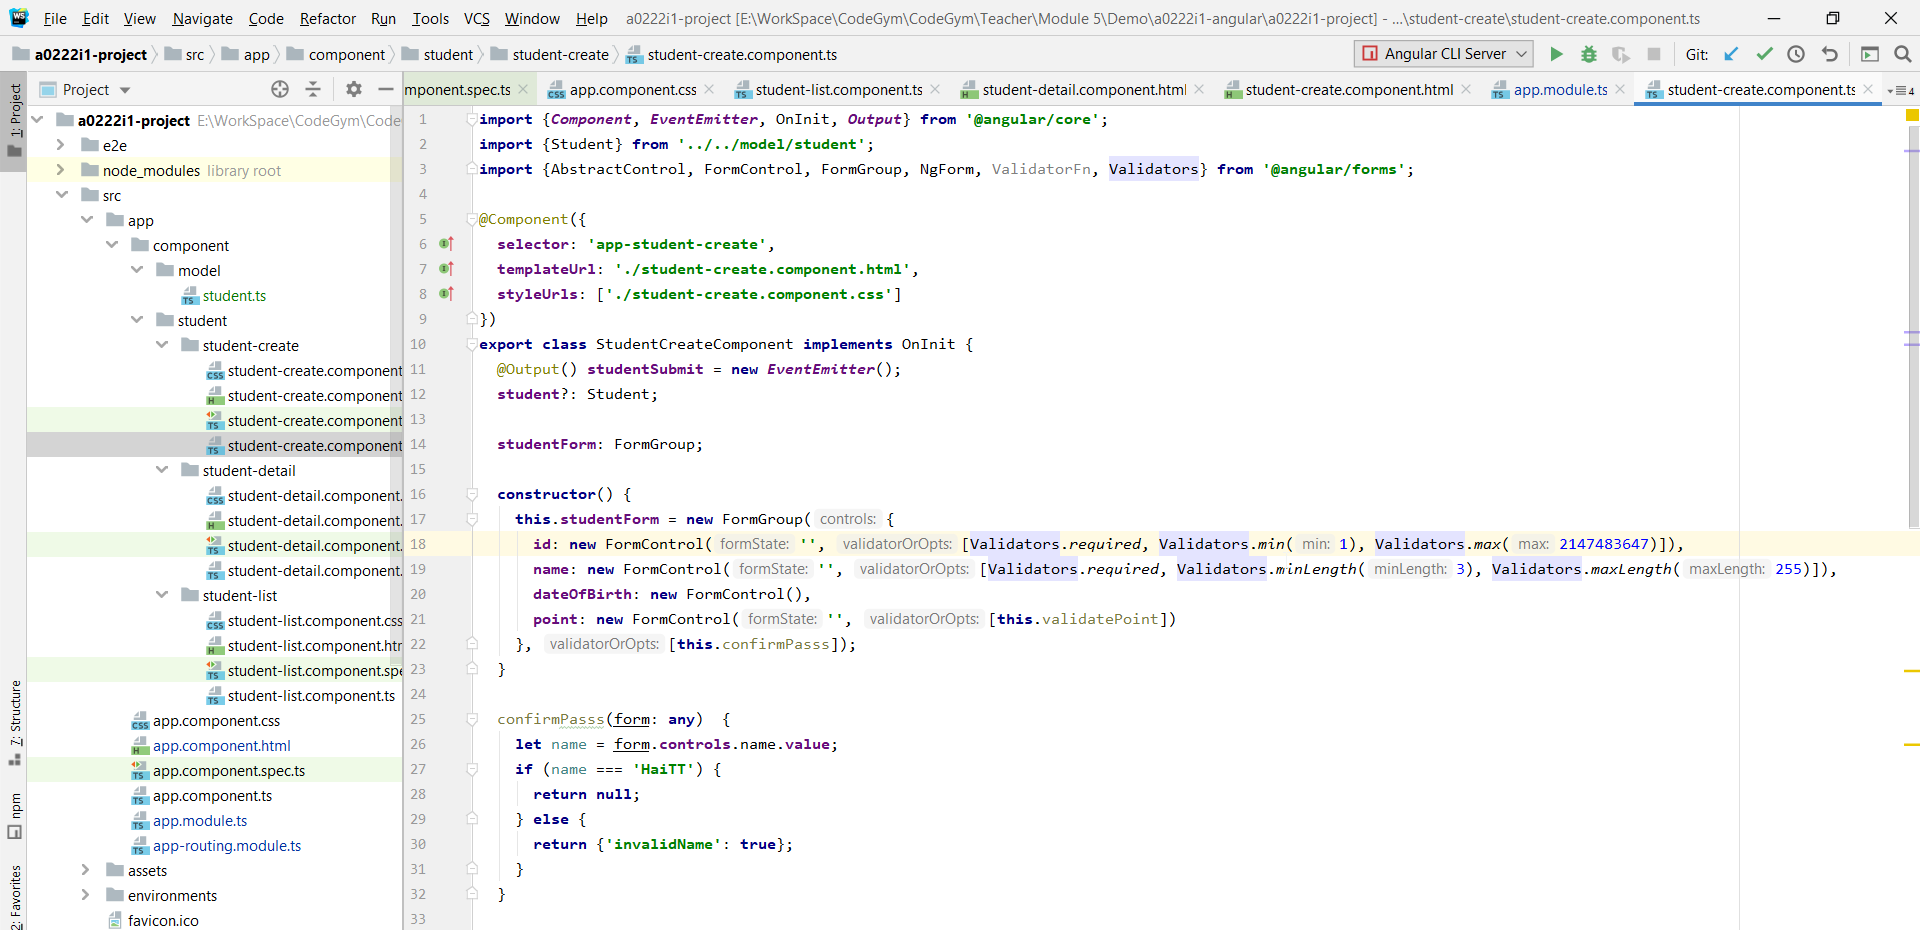 File Edit View Navigate Code Refactor Run Tools VCS Window Help a0222i1-project [E:\WorkSpace\CodeGym\CodeGym\Teacher\Module 5\Demo\a0222i1-angular\a0222i1-project] - ...\student-create\student-create.component.ts
a0222i1-project src app component student student-create student-create.component.ts Angular CLI Server Git:
Project mponent.spec.ts app.component.css student-list.component.ts student-detail.component.html student-create.component.html app.module.ts student-create.component.ts 4
1: Project
7: Structure
npm
2: Favorites
a0222i1-project E:\WorkSpace\CodeGym\Code
e2e
node_modules library root
src
app
component
model
student.ts
student
student-create
student-create.component
student-create.component
student-create.component
student-create.component
student-detail
student-detail.component.
student-detail.component.
student-detail.component.
student-detail.component.
student-list
student-list.component.css
student-list.component.htm
student-list.component.spe
student-list.component.ts
app.component.css
app.component.html
app.component.spec.ts
app.component.ts
app.module.ts
app-routing.module.ts
assets
environments
favicon.ico
1 import {Component, EventEmitter, OnInit, Output} from '@angular/core';
2 import {Student} from '../../model/student';
3 import {AbstractControl, FormControl, FormGroup, NgForm, ValidatorFn, Validators} from '@angular/forms';
4
5 @Component({
6 selector: 'app-student-create',
7 templateUrl: './student-create.component.html',
8 styleUrls: ['./student-create.component.css']
9 })
10 export class StudentCreateComponent implements OnInit {
11 @Output() studentSubmit = new EventEmitter();
12 student?: Student;
13
14 studentForm: FormGroup;
15
16 constructor() {
17 this.studentForm = new FormGroup( controls: {
18 id: new FormControl( formState: '', validatorOrOpts: [Validators.required, Validators.min( min: 1), Validators.max( max: 2147483647)]),
19 name: new FormControl( formState: '', validatorOrOpts: [Validators.required, Validators.minLength( minLength: 3), Validators.maxLength( maxLength: 255)]),
20 dateOfBirth: new FormControl(),
21 point: new FormControl( formState: '', validatorOrOpts: [this.validatePoint])
22 }, validatorOrOpts: [this.confirmPasss]);
23 }
24
25 confirmPasss(form: any) {
26 let name = form.controls.name.value;
27 if (name === 'HaiTT') {
28 return null;
29 } else {
30 return {'invalidName': true};
31 }
32 }
33